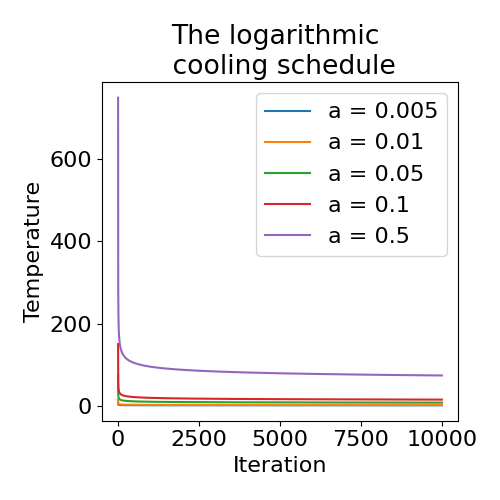 The logarithmic
cooling schedule
a = 0.005
a = 0.01
a = 0.05
a = 0.1
a = 0.5
Temperature
600
400
200
0
0 2500 5000 7500 10000
Iteration